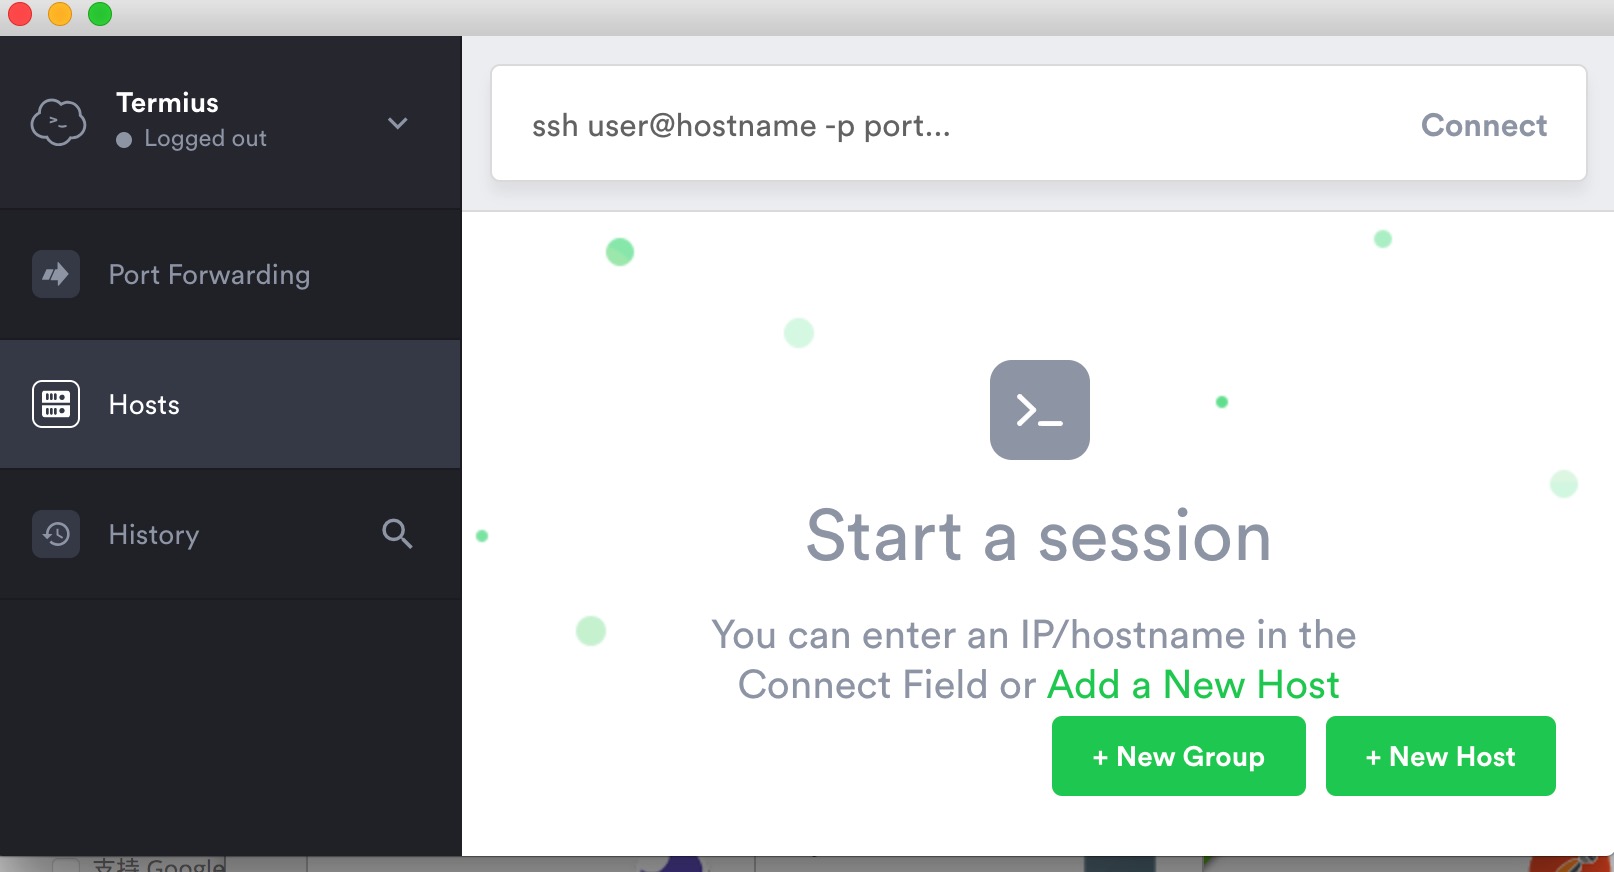 Termius
Logged out
ssh user@hostname -p port...
Connect
Port Forwarding
Hosts
History
Start a session
You can enter an IP/hostname in the
Connect Field or Add a New Host
+ New Group
+ New Host
支持 Google